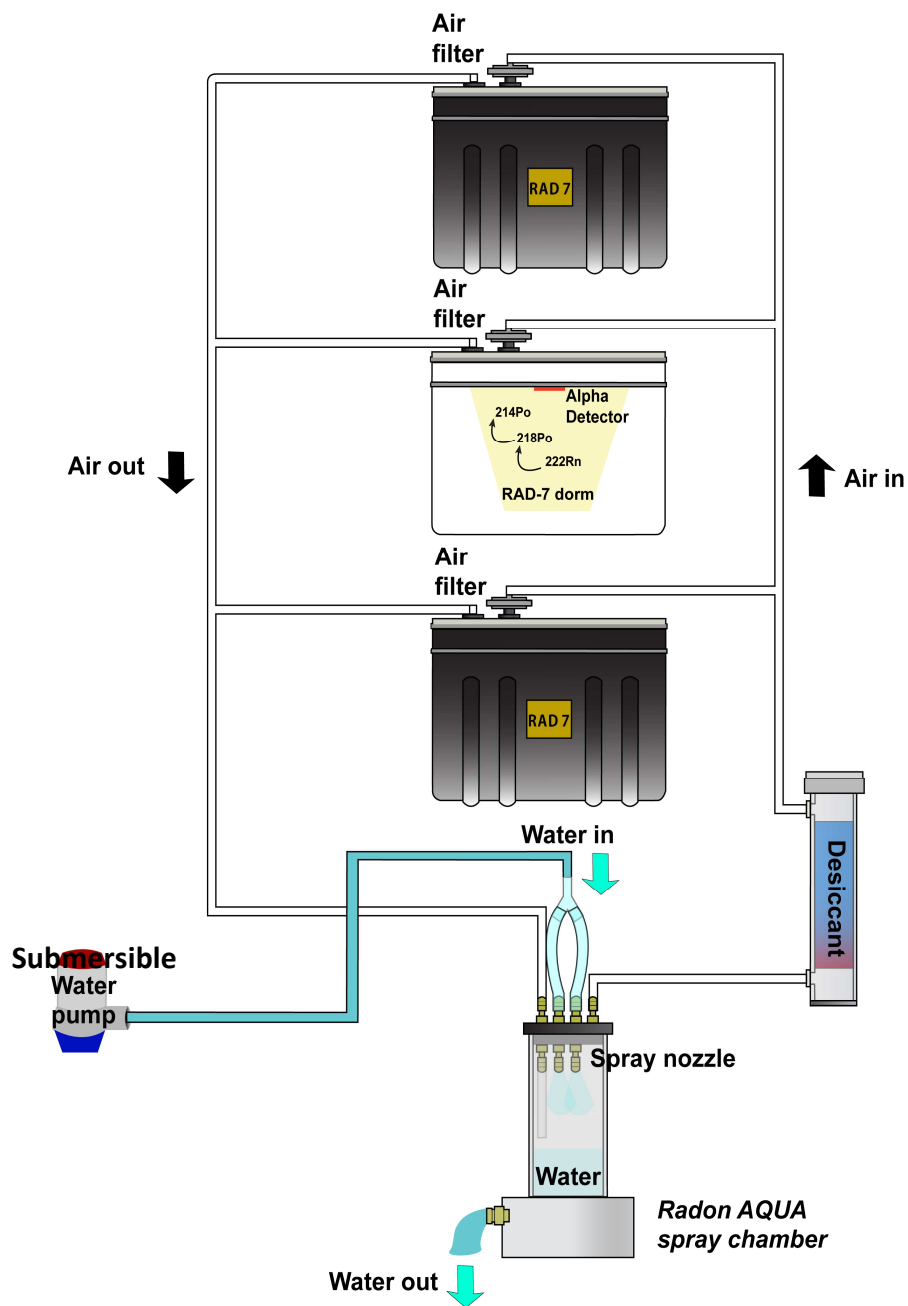 Air
filter
RAD 7
Air
filter
Alpha
Detector
214Po
218Po
222Rn
RAD-7 dorm
Air out
Air in
Air
filter
RAD 7
Water in
Desiccant
Submersible
Water
pump
Spray nozzle
Water
Radon AQUA
spray chamber
Water out